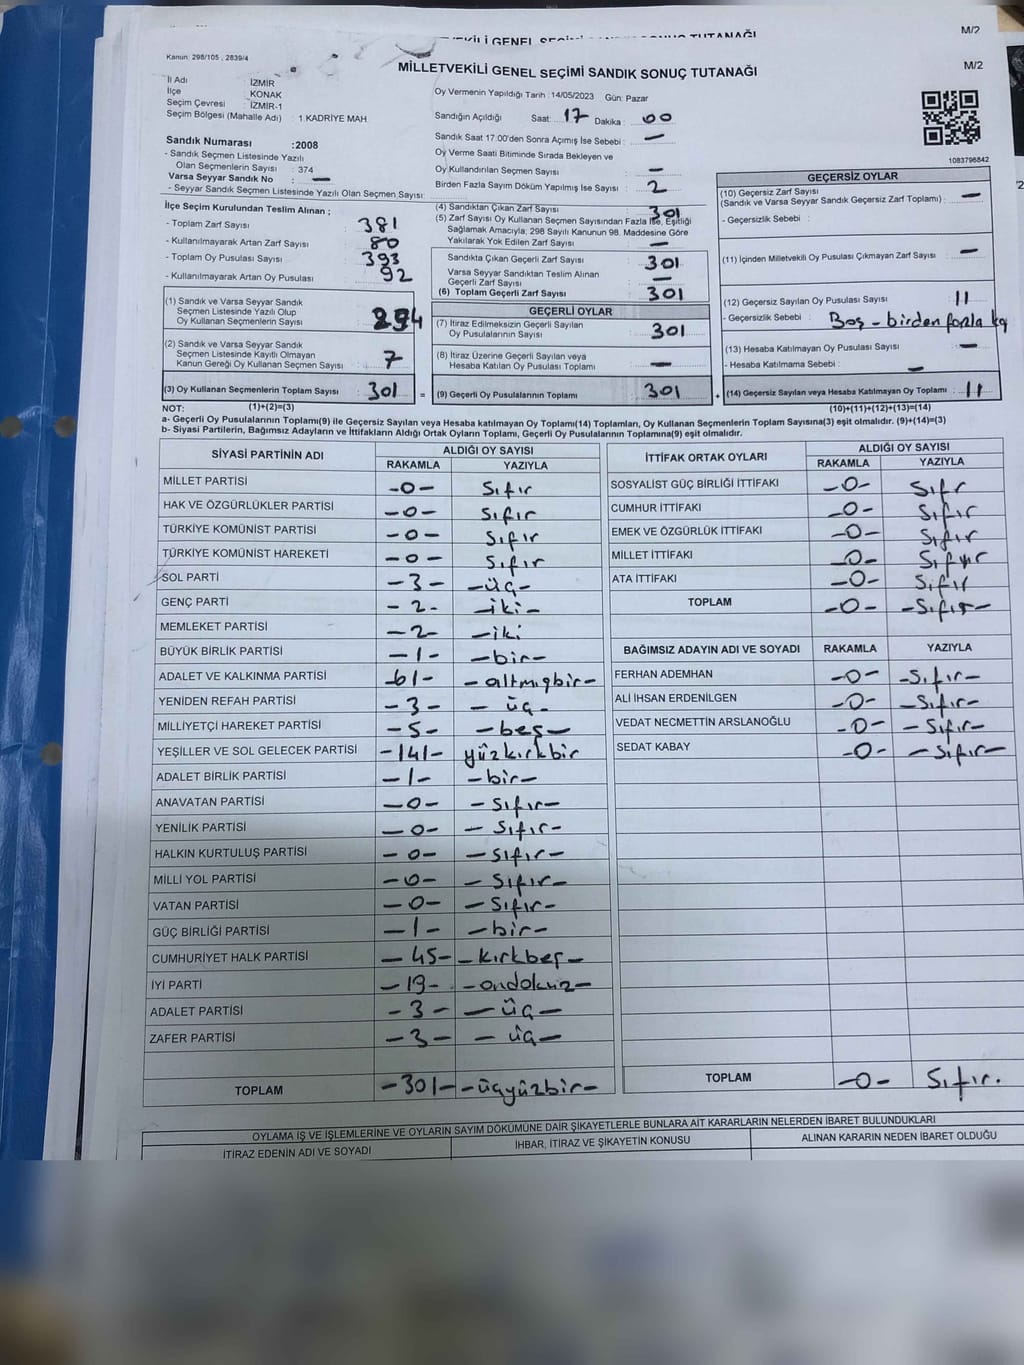 M/2
Kanun: 298/105 , 2839/4
MİLLETVEKİLİ GENEL SEÇİMİ SANDIK SONUÇ TUTANAĞI
M/2
İl Adı : İZMİR
İlçe : KONAK
Seçim Çevresi : İZMİR-1
Seçim Bölgesi (Mahalle Adı) : 1 KADRİYE MAH
Oy Vermenin Yapıldığı Tarih : 14/05/2023 Gün: Pazar
Sandığın Açıldığı Saat: 17 Dakika : 00
Sandık Saat 17.00'den Sonra Açımış İse Sebebi : —
Oy Verme Saati Bitiminde Sırada Bekleyen ve
Oy Kullandırılan Seçmen Sayısı : —
Birden Fazla Sayım Döküm Yapılmış İse Sayısı : 2
1083796842
Sandık Numarası :2008
- Sandık Seçmen Listesinde Yazılı
Olan Seçmenlerin Sayısı : 374
Varsa Seyyar Sandık No : —
- Seyyar Sandık Seçmen Listesinde Yazılı Olan Seçmen Sayısı:
İlçe Seçim Kurulundan Teslim Alınan ;
- Toplam Zarf Sayısı : 381
- Kullanılmayarak Artan Zarf Sayısı : 80
- Toplam Oy Pusulası Sayısı : 393
- Kullanılmayarak Artan Oy Pusulası : 92
(1) Sandık ve Varsa Seyyar Sandık
Seçmen Listesinde Yazılı Olup
Oy Kullanan Seçmenlerin Sayısı : 294
(2) Sandık ve Varsa Seyyar Sandık
Seçmen Listesinde Kayıtlı Olmayan
Kanun Gereği Oy Kullanan Seçmen Sayısı : 7
(3) Oy Kullanan Seçmenlerin Toplam Sayısı : 301
(1)+(2)=(3)
(4) Sandıktan Çıkan Zarf Sayısı : 301
(5) Zarf Sayısı Oy Kullanan Seçmen Sayısından Fazla İse, Eşitliği
Sağlamak Amacıyla; 298 Sayılı Kanunun 98. Maddesine Göre
Yakılarak Yok Edilen Zarf Sayısı : —
Sandıkta Çıkan Geçerli Zarf Sayısı : 301
Varsa Seyyar Sandıktan Teslim Alınan
Geçerli Zarf Sayısı : —
(6) Toplam Geçerli Zarf Sayısı : 301
GEÇERLİ OYLAR
(7) İtiraz Edilmeksizin Geçerli Sayılan
Oy Pusulalarının Sayısı : 301
(8) İtiraz Üzerine Geçerli Sayılan veya
Hesaba Katılan Oy Pusulası Toplamı : —
= (9) Geçerli Oy Pusulalarının Toplamı : 301
GEÇERSİZ OYLAR
(10) Geçersiz Zarf Sayısı
(Sandık ve Varsa Seyyar Sandık Geçersiz Zarf Toplamı) : —
- Geçersizlik Sebebi :
(11) İçinden Milletvekili Oy Pusulası Çıkmayan Zarf Sayısı : —
(12) Geçersiz Sayılan Oy Pusulası Sayısı : 11
- Geçersizlik Sebebi : Boş - birden fazla
(13) Hesaba Katılmayan Oy Pusulası Sayısı : —
- Hesaba Katılmama Sebebi : —
+ (14) Geçersiz Sayılan veya Hesaba Katılmayan Oy Toplamı : 11
(10)+(11)+(12)+(13)=(14)
NOT:
a- Geçerli Oy Pusulalarının Toplamı(9) ile Geçersiz Sayılan veya Hesaba katılmayan Oy Toplamı(14) Toplamları, Oy Kullanan Seçmenlerin Toplam Sayısına(3) eşit olmalıdır. (9)+(14)=(3)
b- Siyasi Partilerin, Bağımsız Adayların ve İttifakların Aldığı Ortak Oyların Toplamı, Geçerli Oy Pusulalarının Toplamına(9) eşit olmalıdır.
SİYASİ PARTİNİN ADI ALDIĞI OY SAYISI
RAKAMLA YAZIYLA
MİLLET PARTİSİ -0- Sıfır
HAK VE ÖZGÜRLÜKLER PARTİSİ -0- Sıfır
TÜRKİYE KOMÜNİST PARTİSİ -0- Sıfır
TÜRKİYE KOMÜNİST HAREKETİ -0- Sıfır
SOL PARTİ -3- -üç-
GENÇ PARTİ -2- -iki-
MEMLEKET PARTİSİ -2- -iki
BÜYÜK BİRLİK PARTİSİ -1- -bir-
ADALET VE KALKINMA PARTİSİ -61- -altmışbir-
YENİDEN REFAH PARTİSİ -3- - üç -
MİLLİYETÇİ HAREKET PARTİSİ -5- -beş-
YEŞİLLER VE SOL GELECEK PARTİSİ -141- yüzkırkbir
ADALET BİRLİK PARTİSİ -1- -bir-
ANAVATAN PARTİSİ -0- -Sıfır-
YENİLİK PARTİSİ -0- -Sıfır-
HALKIN KURTULUŞ PARTİSİ -0- -Sıfır-
MİLLİ YOL PARTİSİ -0- -Sıfır-
VATAN PARTİSİ -0- -Sıfır-
GÜÇ BİRLİĞİ PARTİSİ -1- -bir-
CUMHURİYET HALK PARTİSİ -45- -kırkbeş-
İYİ PARTİ -19- -ondokuz-
ADALET PARTİSİ -3- -üç-
ZAFER PARTİSİ -3- -üç-
TOPLAM -301- -üçyüzbir-
İTTİFAK ORTAK OYLARI ALDIĞI OY SAYISI
RAKAMLA YAZIYLA
SOSYALİST GÜÇ BİRLİĞİ İTTİFAKI -0- Sıfr
CUMHUR İTTİFAKI -0- Sıfır
EMEK VE ÖZGÜRLÜK İTTİFAKI -0- Sıfır
MİLLET İTTİFAKI -0- Sıfır
ATA İTTİFAKI -0- Sıfır
TOPLAM -0- -Sıfır-
BAĞIMSIZ ADAYIN ADI VE SOYADI RAKAMLA YAZIYLA
FERHAN ADEMHAN -0- -Sıfır-
ALİ İHSAN ERDENİLGEN -0- -Sıfır-
VEDAT NECMETTİN ARSLANOĞLU -0- -Sıfır-
SEDAT KABAY -0- -Sıfır-
TOPLAM -0- Sıfır.
OYLAMA İŞ VE İŞLEMLERİNE VE OYLARIN SAYIM DÖKÜMÜNE DAİR ŞİKAYETLERLE BUNLARA AİT KARARLARIN NELERDEN İBARET BULUNDUKLARI
İTİRAZ EDENİN ADI VE SOYADI İHBAR, İTİRAZ VE ŞİKAYETİN KONUSU ALINAN KARARIN NEDEN İBARET OLDUĞU